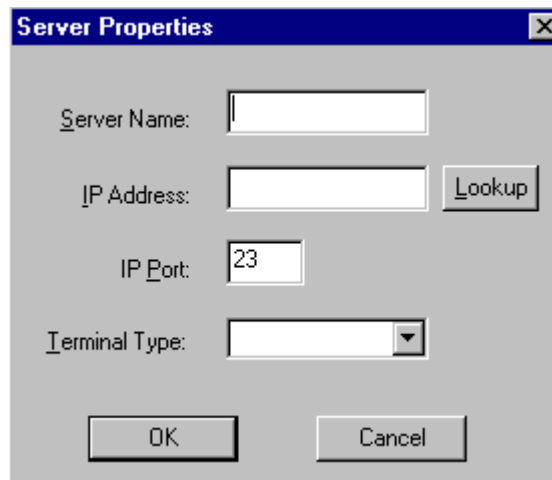 Server Properties
Server Name:
IP Address: Lookup
IP Port: 23
Terminal Type:
OK Cancel